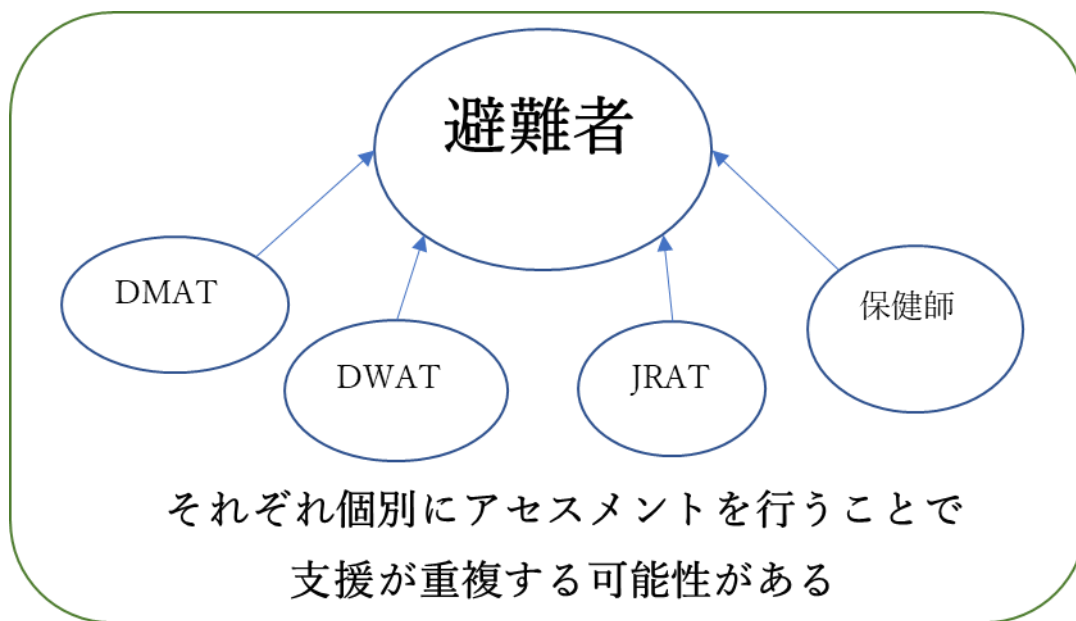 避難者
DMAT
DWAT
JRAT
保健師
それぞれ個別にアセスメントを行うことで
支援が重複する可能性がある